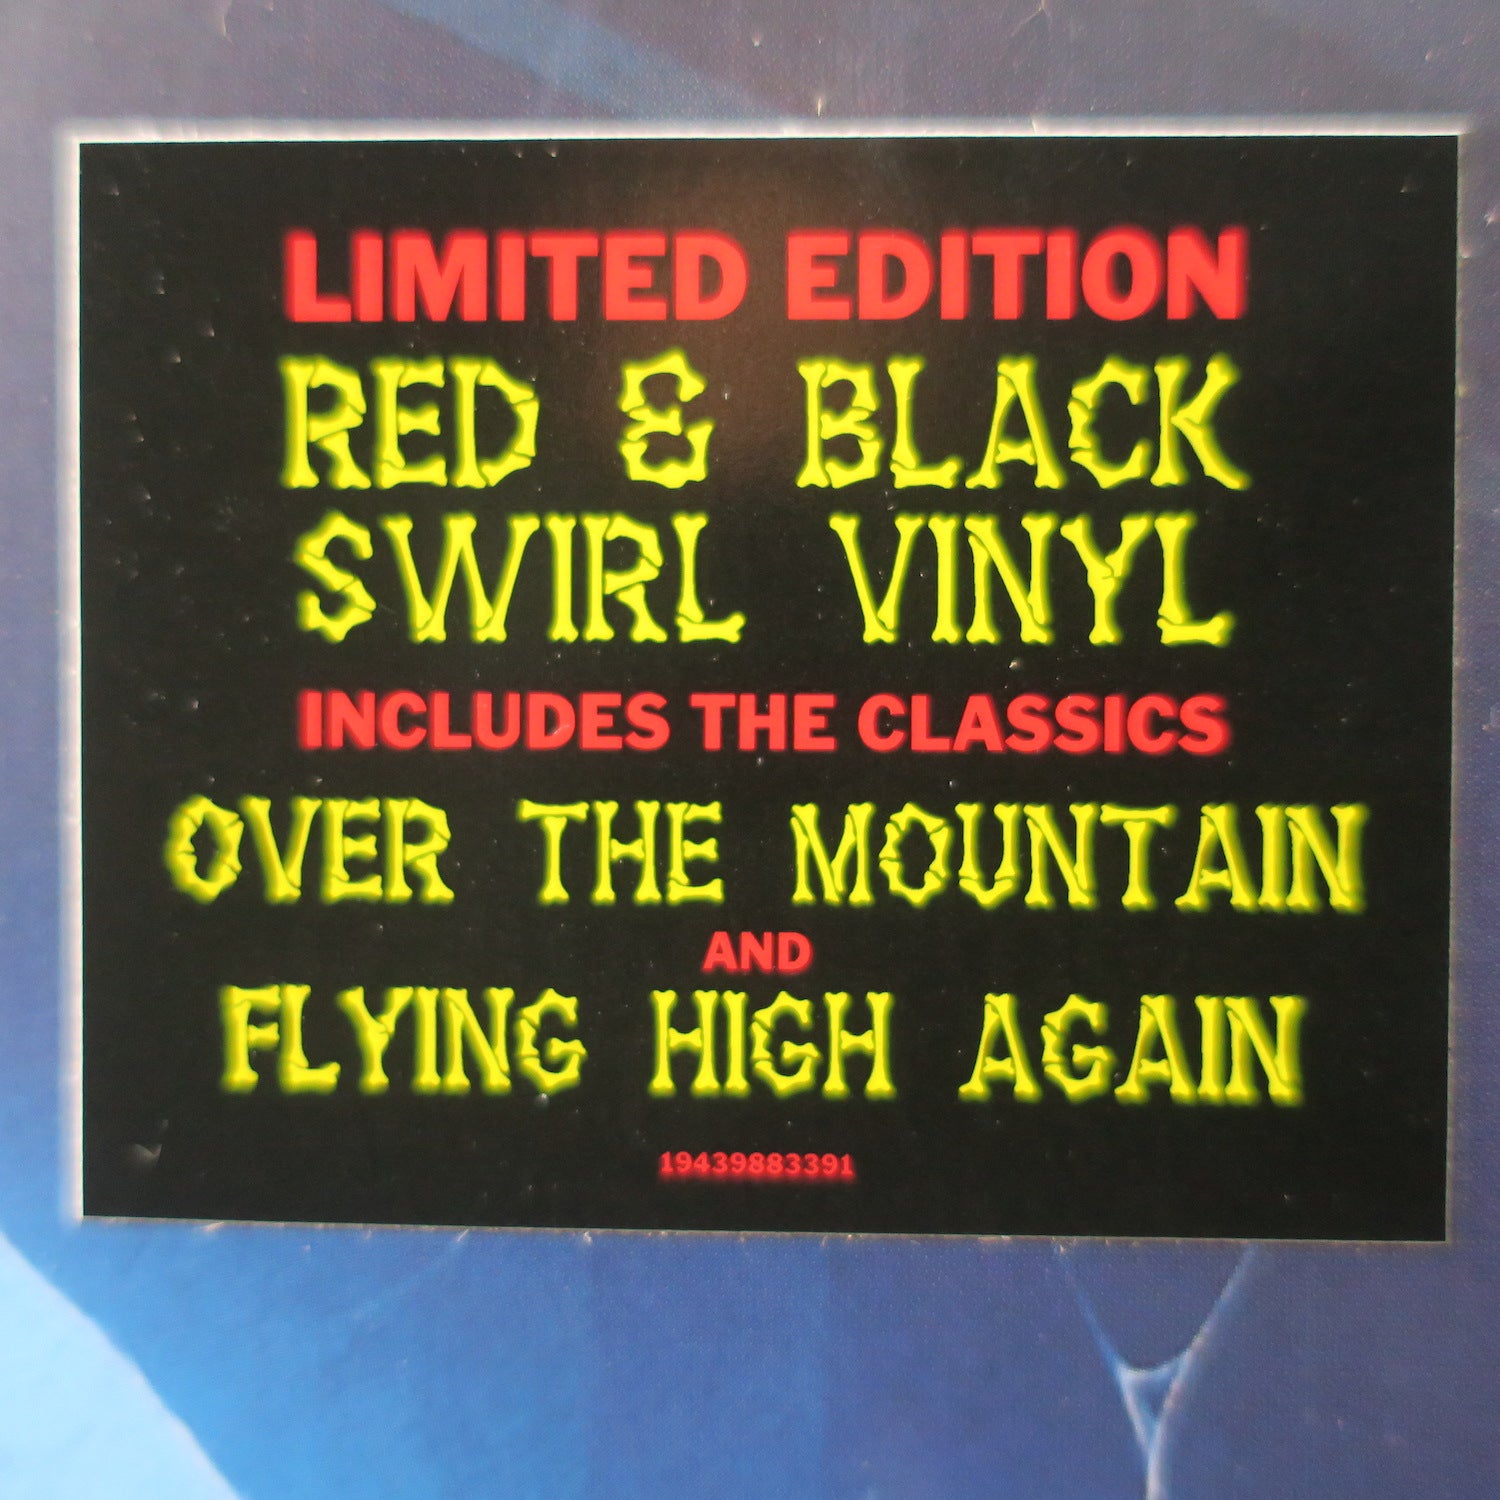 LIMITED EDITION
RED & BLACK
SWIRL VINYL
INCLUDES THE CLASSICS
OVER THE MOUNTAIN
AND
FLYING HIGH AGAIN
19439883391